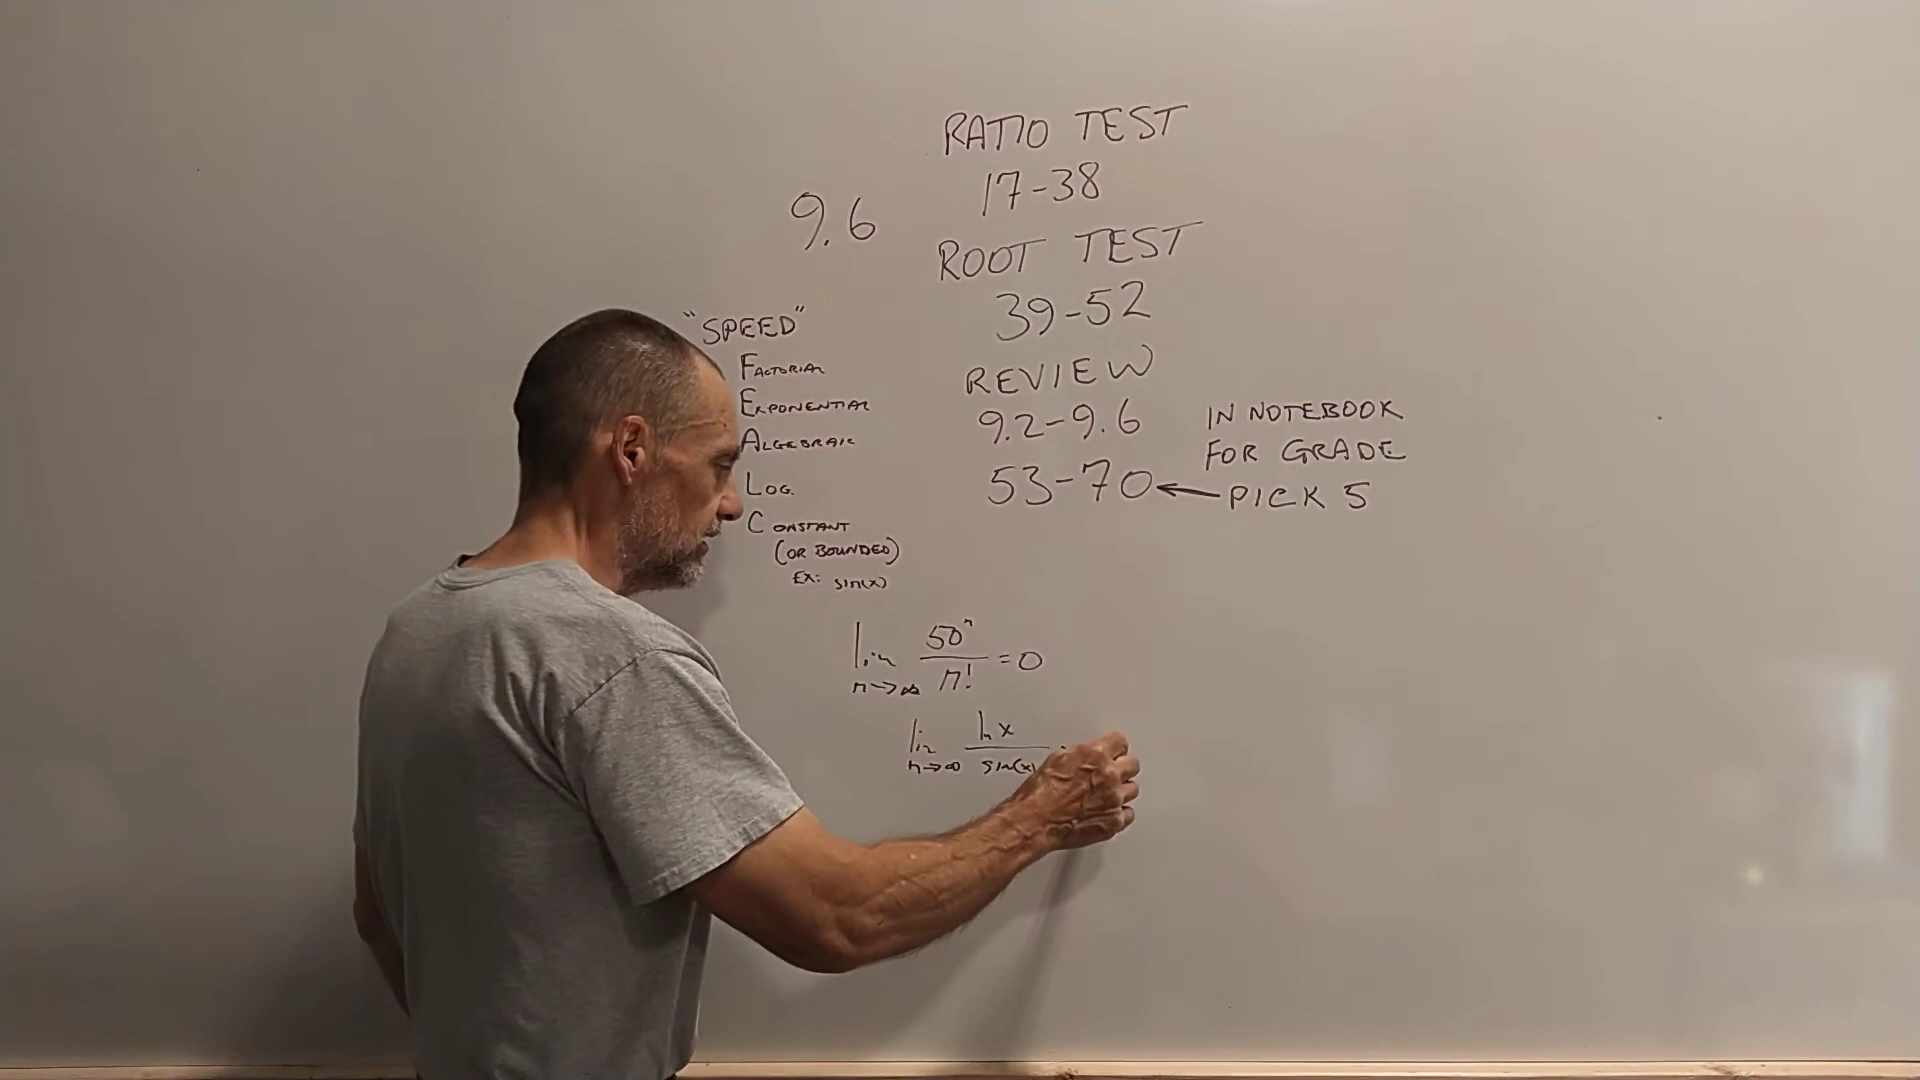 RATIO TEST
17-38
9.6
ROOT TEST
39-52
REVIEW
9.2-9.6
53-70
IN NOTEBOOK
FOR GRADE
PICK 5
"SPEED"
FACTORIAL
EXPONENTIAL
ALGEBRAIC
LOG.
CONSTANT
(OR BOUNDED)
EX: sin(x)
lim n→∞ 50^n / n! = 0
lim n→∞ ln x / sin(x)